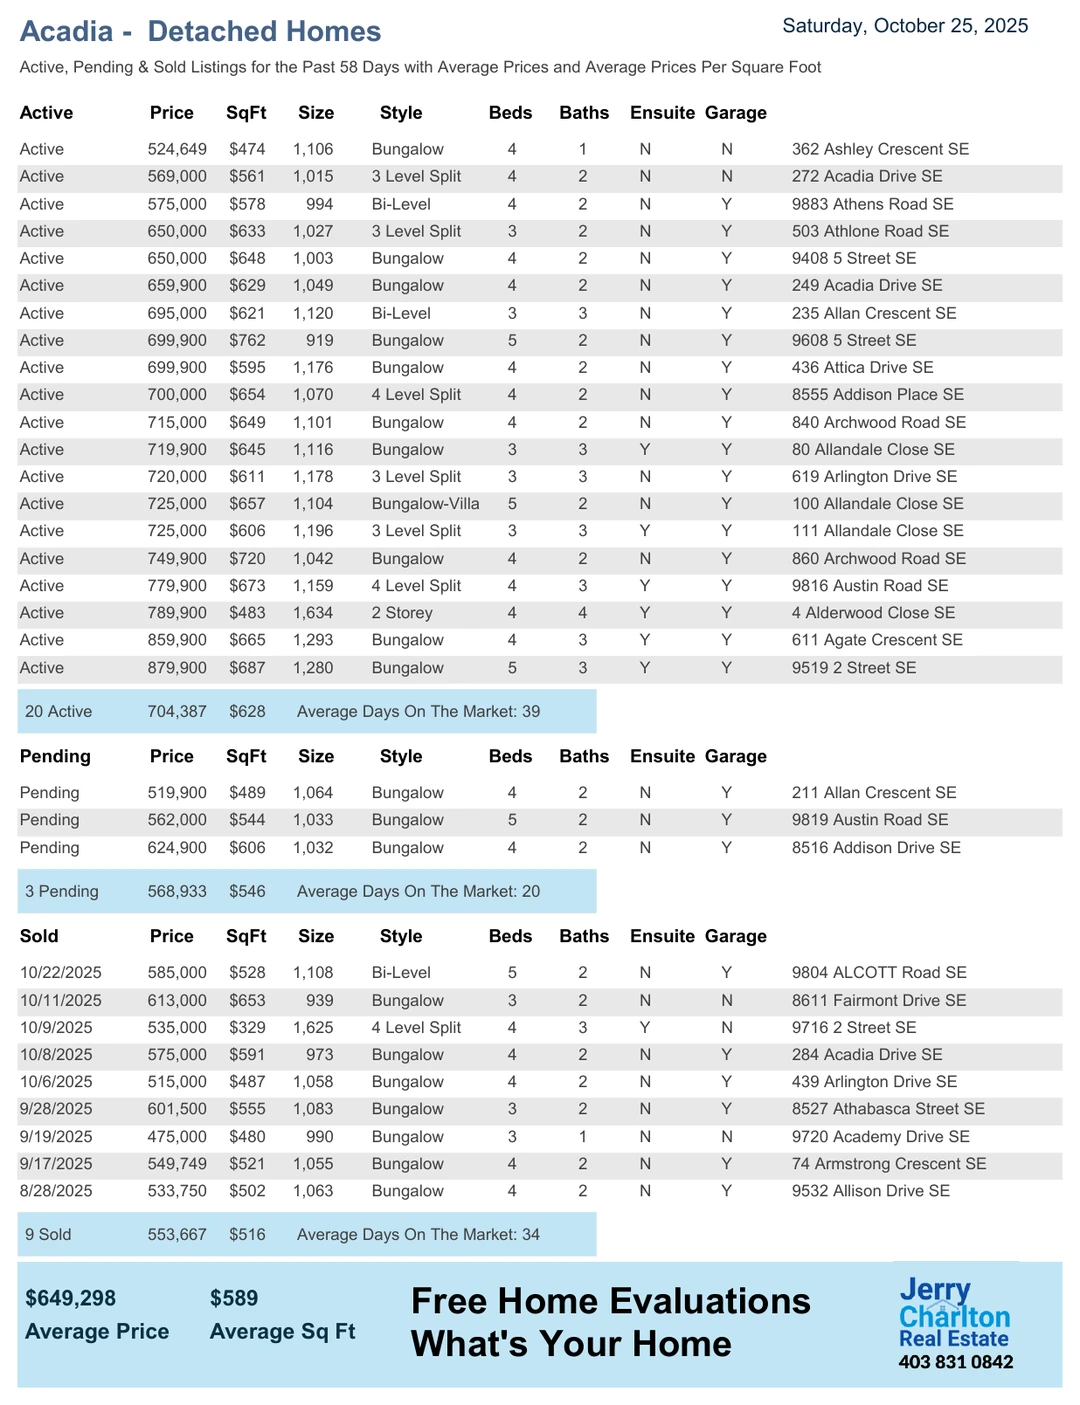 Acadia - Detached Homes
Saturday, October 25, 2025
Active, Pending & Sold Listings for the Past 58 Days with Average Prices and Average Prices Per Square Foot
Active Price SqFt Size Style Beds Baths Ensuite Garage
Active 524,649 $474 1,106 Bungalow 4 1 N N 362 Ashley Crescent SE
Active 569,000 $561 1,015 3 Level Split 4 2 N N 272 Acadia Drive SE
Active 575,000 $578 994 Bi-Level 4 2 N Y 9883 Athens Road SE
Active 650,000 $633 1,027 3 Level Split 3 2 N Y 503 Athlone Road SE
Active 650,000 $648 1,003 Bungalow 4 2 N Y 9408 5 Street SE
Active 659,900 $629 1,049 Bungalow 4 2 N Y 249 Acadia Drive SE
Active 695,000 $621 1,120 Bi-Level 3 3 N Y 235 Allan Crescent SE
Active 699,900 $762 919 Bungalow 5 2 N Y 9608 5 Street SE
Active 699,900 $595 1,176 Bungalow 4 2 N Y 436 Attica Drive SE
Active 700,000 $654 1,070 4 Level Split 4 2 N Y 8555 Addison Place SE
Active 715,000 $649 1,101 Bungalow 4 2 N Y 840 Archwood Road SE
Active 719,900 $645 1,116 Bungalow 3 3 Y Y 80 Allandale Close SE
Active 720,000 $611 1,178 3 Level Split 3 3 N Y 619 Arlington Drive SE
Active 725,000 $657 1,104 Bungalow-Villa 5 2 N Y 100 Allandale Close SE
Active 725,000 $606 1,196 3 Level Split 3 3 Y Y 111 Allandale Close SE
Active 749,900 $720 1,042 Bungalow 4 2 N Y 860 Archwood Road SE
Active 779,900 $673 1,159 4 Level Split 4 3 Y Y 9816 Austin Road SE
Active 789,900 $483 1,634 2 Storey 4 4 Y Y 4 Alderwood Close SE
Active 859,900 $665 1,293 Bungalow 4 3 Y Y 611 Agate Crescent SE
Active 879,900 $687 1,280 Bungalow 5 3 Y Y 9519 2 Street SE
20 Active 704,387 $628 Average Days On The Market: 39
Pending Price SqFt Size Style Beds Baths Ensuite Garage
Pending 519,900 $489 1,064 Bungalow 4 2 N Y 211 Allan Crescent SE
Pending 562,000 $544 1,033 Bungalow 5 2 N Y 9819 Austin Road SE
Pending 624,900 $606 1,032 Bungalow 4 2 N Y 8516 Addison Drive SE
3 Pending 568,933 $546 Average Days On The Market: 20
Sold Price SqFt Size Style Beds Baths Ensuite Garage
10/22/2025 585,000 $528 1,108 Bi-Level 5 2 N Y 9804 ALCOTT Road SE
10/11/2025 613,000 $653 939 Bungalow 3 2 N N 8611 Fairmont Drive SE
10/9/2025 535,000 $329 1,625 4 Level Split 4 3 Y N 9716 2 Street SE
10/8/2025 575,000 $591 973 Bungalow 4 2 N Y 284 Acadia Drive SE
10/6/2025 515,000 $487 1,058 Bungalow 4 2 N Y 439 Arlington Drive SE
9/28/2025 601,500 $555 1,083 Bungalow 3 2 N Y 8527 Athabasca Street SE
9/19/2025 475,000 $480 990 Bungalow 3 1 N N 9720 Academy Drive SE
9/17/2025 549,749 $521 1,055 Bungalow 4 2 N Y 74 Armstrong Crescent SE
8/28/2025 533,750 $502 1,063 Bungalow 4 2 N Y 9532 Allison Drive SE
9 Sold 553,667 $516 Average Days On The Market: 34
$649,298 $589
Average Price Average Sq Ft
Free Home Evaluations
What's Your Home
Jerry
Charlton
Real Estate
403 831 0842